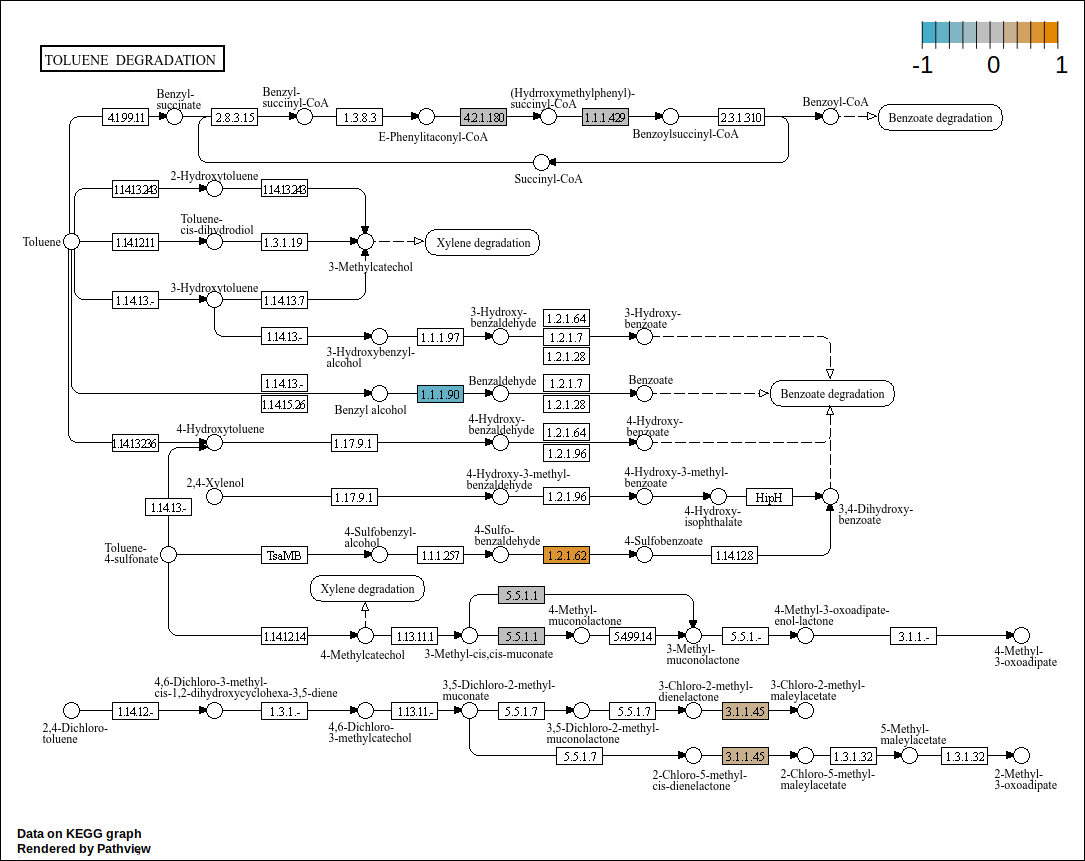 -1 0 1
TOLUENE DEGRADATION
Benzyl-
succinate
Benzyl-
succinyl-CoA
(Hydrroxymethylphenyl)-
succinyl-CoA
Benzoyl-CoA
4.1.99.11
2.8.3.15
1.3.8.3
4.2.1.180
1.1.1.429
2.3.1.310
Benzoate degradation
E-Phenylitaconyl-CoA
Benzoylsuccinyl-CoA
Succinyl-CoA
2-Hydroxytoluene
1.14.13.243
1.14.13.243
Toluene-
cis-dihydrodiol
Toluene
1.14.12.11
1.3.1.19
Xylene degradation
3-Methylcatechol
3-Hydroxytoluene
1.14.13.-
1.14.13.7
3-Hydroxy-
benzaldehyde
1.2.1.64
3-Hydroxy-
benzoate
1.14.13.-
1.1.1.97
1.2.1.7
3-Hydroxybenzyl-
alcohol
1.2.1.28
1.14.13.-
Benzaldehyde
1.2.1.7
Benzoate
1.1.1.90
Benzoate degradation
1.14.15.26
Benzyl alcohol
1.2.1.28
4-Hydroxytoluene
4-Hydroxy-
benzaldehyde
1.2.1.64
4-Hydroxy-
benzoate
1.14.13.236
1.17.9.1
1.2.1.96
2,4-Xylenol
4-Hydroxy-3-methyl-
benzaldehyde
4-Hydroxy-3-methyl-
benzoate
1.17.9.1
1.2.1.96
HipH
1.14.13.-
4-Hydroxy-
isophthalate
3,4-Dihydroxy-
benzoate
Toluene-
4-sulfonate
4-Sulfobenzyl-
alcohol
4-Sulfo-
benzaldehyde
4-Sulfobenzoate
TsaMB
1.1.1.257
1.2.1.62
1.14.12.8
Xylene degradation
5.5.1.1
4-Methyl-
muconolactone
4-Methyl-3-oxoadipate-
enol-lactone
1.14.12.14
1.13.11.1
5.5.1.1
5.4.99.14
5.5.1.-
3.1.1.-
4-Methylcatechol
3-Methyl-cis,cis-muconate
3-Methyl-
muconolactone
4-Methyl-
3-oxoadipate
4,6-Dichloro-3-methyl-
cis-1,2-dihydroxycyclohexa-3,5-diene
3,5-Dichloro-2-methyl-
muconate
3-Chloro-2-methyl-
dienelactone
3-Chloro-2-methyl-
maleylacetate
1.14.12.-
1.3.1.-
1.13.11.-
5.5.1.7
5.5.1.7
3.1.1.45
2,4-Dichloro-
toluene
4,6-Dichloro-
3-methylcatechol
3,5-Dichloro-2-methyl-
muconolactone
5-Methyl-
maleylacetate
5.5.1.7
3.1.1.45
1.3.1.32
1.3.1.32
2-Chloro-5-methyl-
cis-dienelactone
2-Chloro-5-methyl-
maleylacetate
2-Methyl-
3-oxoadipate
Data on KEGG graph
Rendered by Pathview